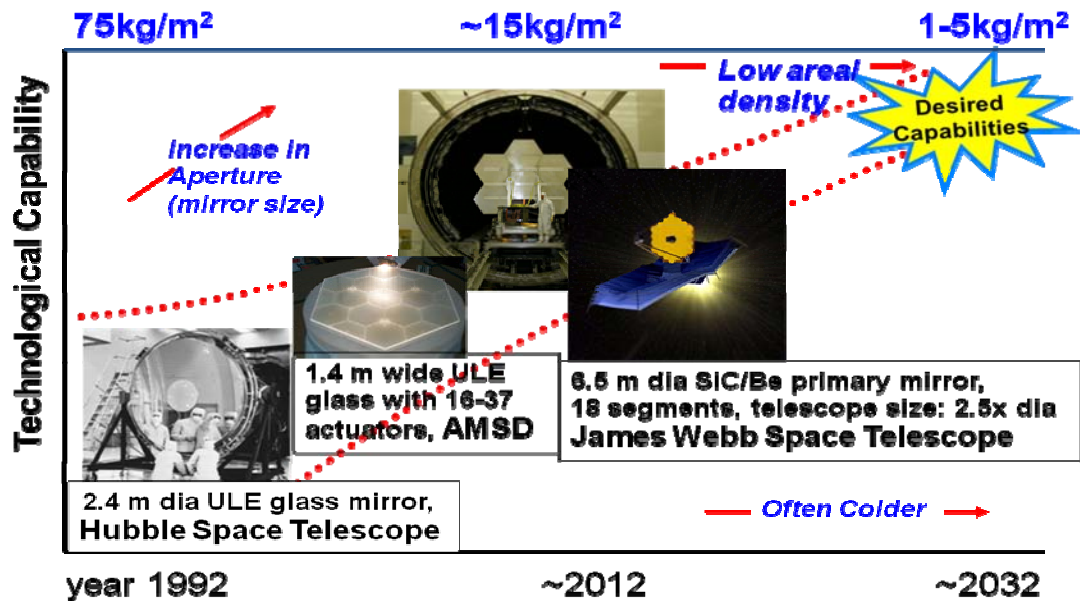 75kg/m²
~15kg/m²
1-5kg/m²
Technological Capability
Increase in
Aperture
(mirror size)
Low areal
density
Desired
Capabilities
1.4 m wide ULE
glass with 16-37
actuators, AMSD
6.5 m dia SiC/Be primary mirror,
18 segments, telescope size: 2.5x dia
James Webb Space Telescope
2.4 m dia ULE glass mirror,
Hubble Space Telescope
Often Colder
year 1992
~2012
~2032